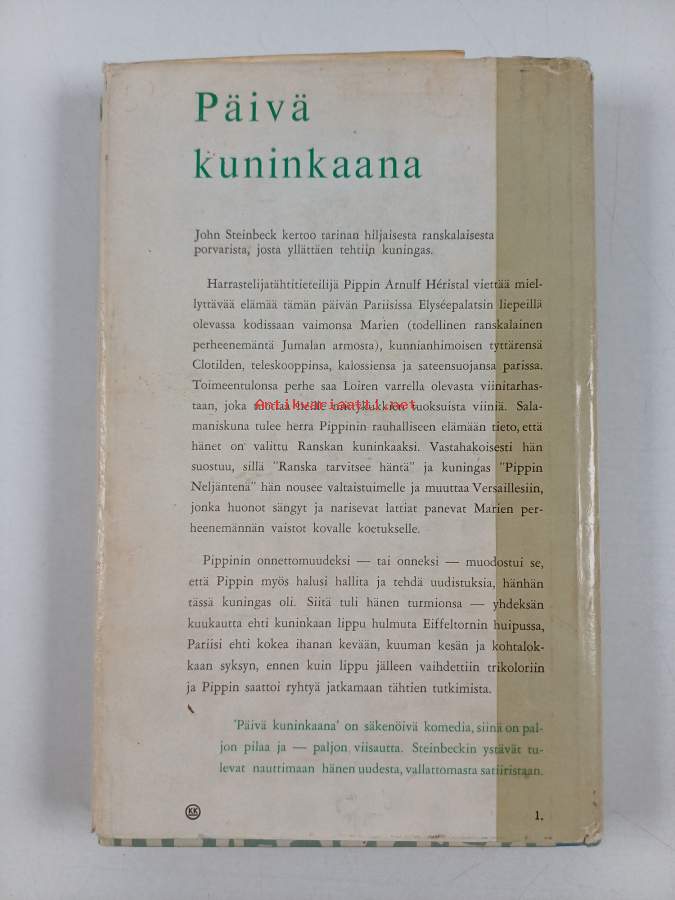 Päivä
kuninkaana
John Steinbeck kertoo tarinan hiljaisesta ranskalaisesta
porvarista, josta yllättäen tehtiin kuningas.
Harrastelijatähtitieteilijä Pippin Arnulf Héristal viettää miel-
lyttävää elämää tämän päivän Pariisissa Elyséepalatsin liepeillä
olevassa kodissaan vaimonsa Marien (todellinen ranskalainen
perheenemäntä Jumalan armosta), kunnianhimoisen tyttärensä
Clotilden, teleskooppinsa, kalossiensa ja sateensuojansa parissa.
Toimeentulonsa perhe saa Loiren varrella olevasta viinitarhas-
Antikvariaatti.net
taan, joka tuottaa heille tuoksuista viiniä. Sala-
maniskuna tulee herra Pippinin rauhalliseen elämään tieto, että
hänet on valittu Ranskan kuninkaaksi. Vastahakoisesti hän
suostuu, sillä "Ranska tarvitsee häntä" ja kuningas "Pippin
Neljäntenä" hän nousee valtaistuimelle ja muuttaa Versaillesiin,
jonka huonot sängyt ja narisevat lattiat panevat Marien per-
heenemännän vaistot kovalle koetukselle.
Pippinin onnettomuudeksi — tai onneksi — muodostui se,
että Pippin myös halusi hallita ja tehdä uudistuksia, hänhän
tässä kuningas oli. Siitä tuli hänen turmionsa — yhdeksän
kuukautta ehti kuninkaan lippu hulmuta Eiffeltornin huipussa,
Pariisi ehti kokea ihanan kevään, kuuman kesän ja kohtalok-
kaan syksyn, ennen kuin lippu jälleen vaihdettiin trikoloriin
ja Pippin saattoi ryhtyä jatkamaan tähtien tutkimista.
'Päivä kuninkaana' on säkenöivä komedia, siinä on pal-
jon pilaa ja — paljon viisautta. Steinbeckin ystävät tu-
levat nauttimaan hänen uudesta, vallattomasta satiiristaan.
KK
1.